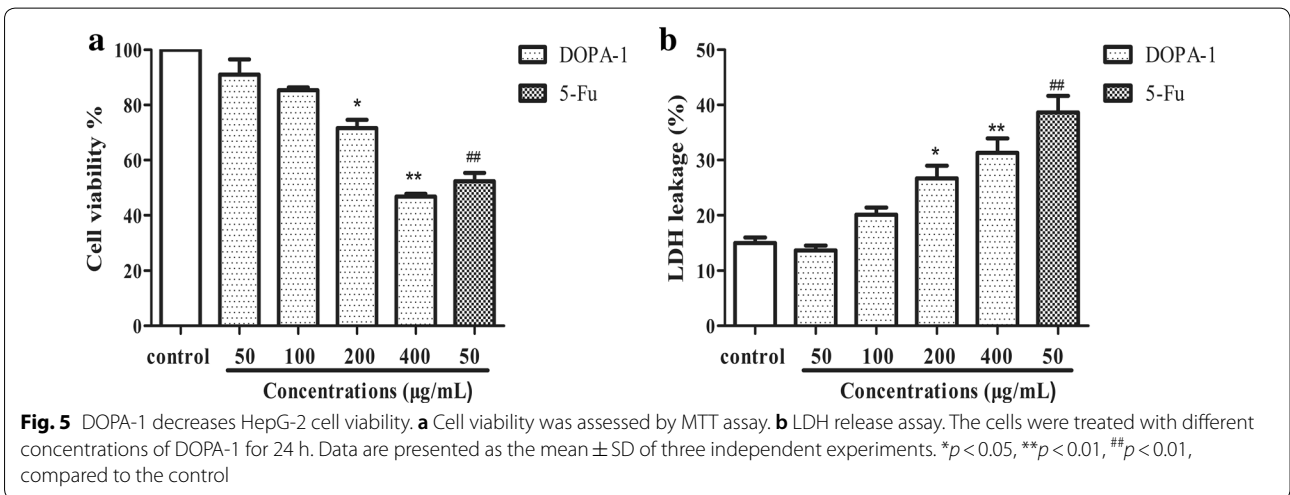 a
100
80
60
40
20
0
Cell viability %
*
**
##
DOPA-1
5-Fu
control 50 100 200 400 50
Concentrations (µg/mL)
b
50
40
30
20
10
0
LDH leakage (%)
*
**
##
DOPA-1
5-Fu
control 50 100 200 400 50
Concentrations (µg/mL)
Fig. 5 DOPA-1 decreases HepG-2 cell viability. a Cell viability was assessed by MTT assay. b LDH release assay. The cells were treated with different
concentrations of DOPA-1 for 24 h. Data are presented as the mean ± SD of three independent experiments. *p < 0.05, **p < 0.01, ##p < 0.01,
compared to the control